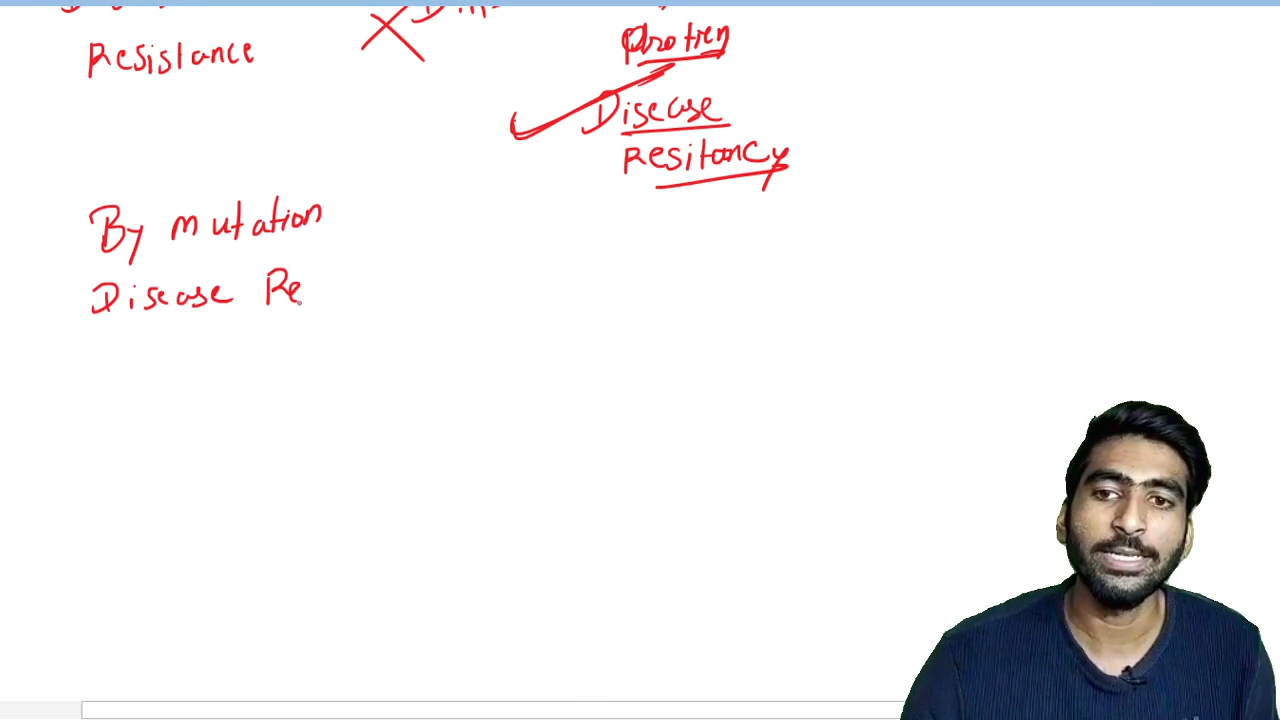 Resistance
Protien
Disease
Resitancy
By mutation
Disease Re